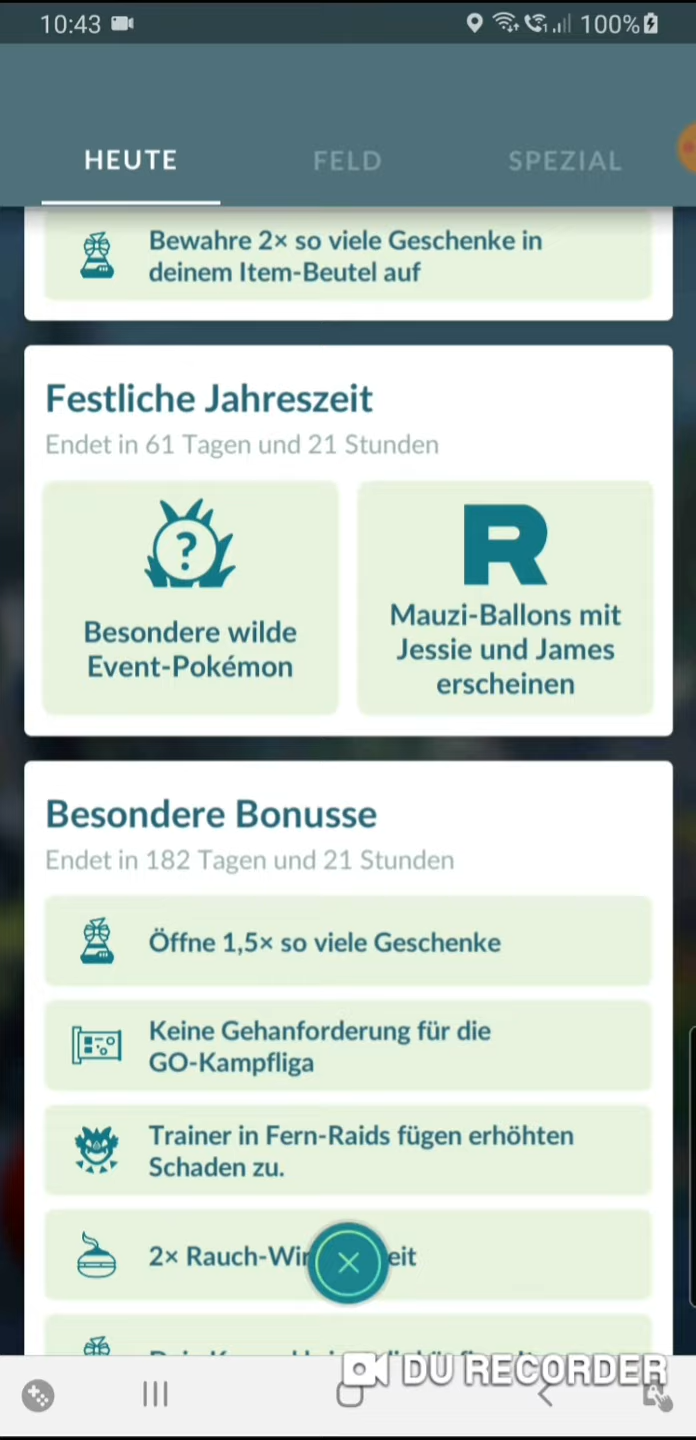 10:43
100%
HEUTE
FELD
SPEZIAL
Bewahre 2× so viele Geschenke in
deinem Item-Beutel auf
Festliche Jahreszeit
Endet in 61 Tagen und 21 Stunden
?
R
Besondere wilde
Event-Pokémon
Mauzi-Ballons mit
Jessie und James
erscheinen
Besondere Bonusse
Endet in 182 Tagen und 21 Stunden
Öffne 1,5× so viele Geschenke
Keine Gehanforderung für die
GO-Kampfliga
Trainer in Fern-Raids fügen erhöhten
Schaden zu.
2× Rauch-Wir eit
DU RECORDER